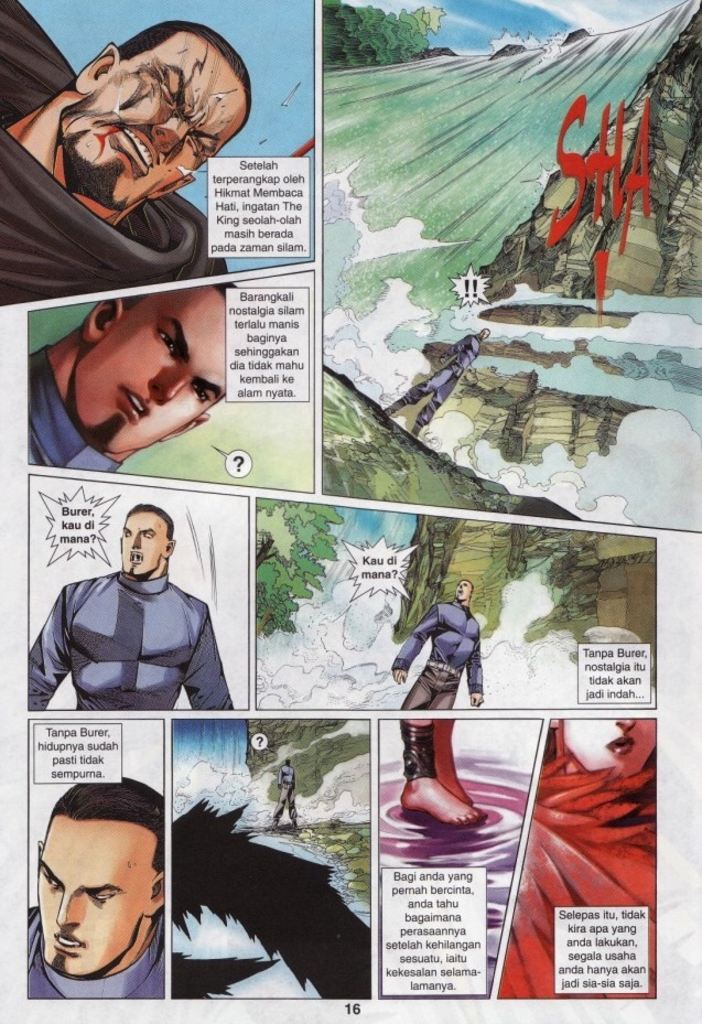 Setelah
terperangkap oleh
Hikmat Membaca
Hati, ingatan The
King seolah-olah
masih berada
pada zaman silam.
SHA
!
!!
Barangkali
nostalgia silam
terlalu manis
baginya
sehinggakan
dia tidak mahu
kembali ke
alam nyata.
?
Burer,
kau di
mana?
Kau di
mana?
Tanpa Burer,
nostalgia itu
tidak akan
jadi indah...
Tanpa Burer,
hidupnya sudah
pasti tidak
sempurna.
?
Bagi anda yang
pernah bercinta,
anda tahu
bagaimana
perasaannya
setelah kehilangan
sesuatu, iaitu
kekesalan selama-
lamanya.
Selepas itu, tidak
kira apa yang
anda lakukan,
segala usaha
anda hanya akan
jadi sia-sia saja.
16